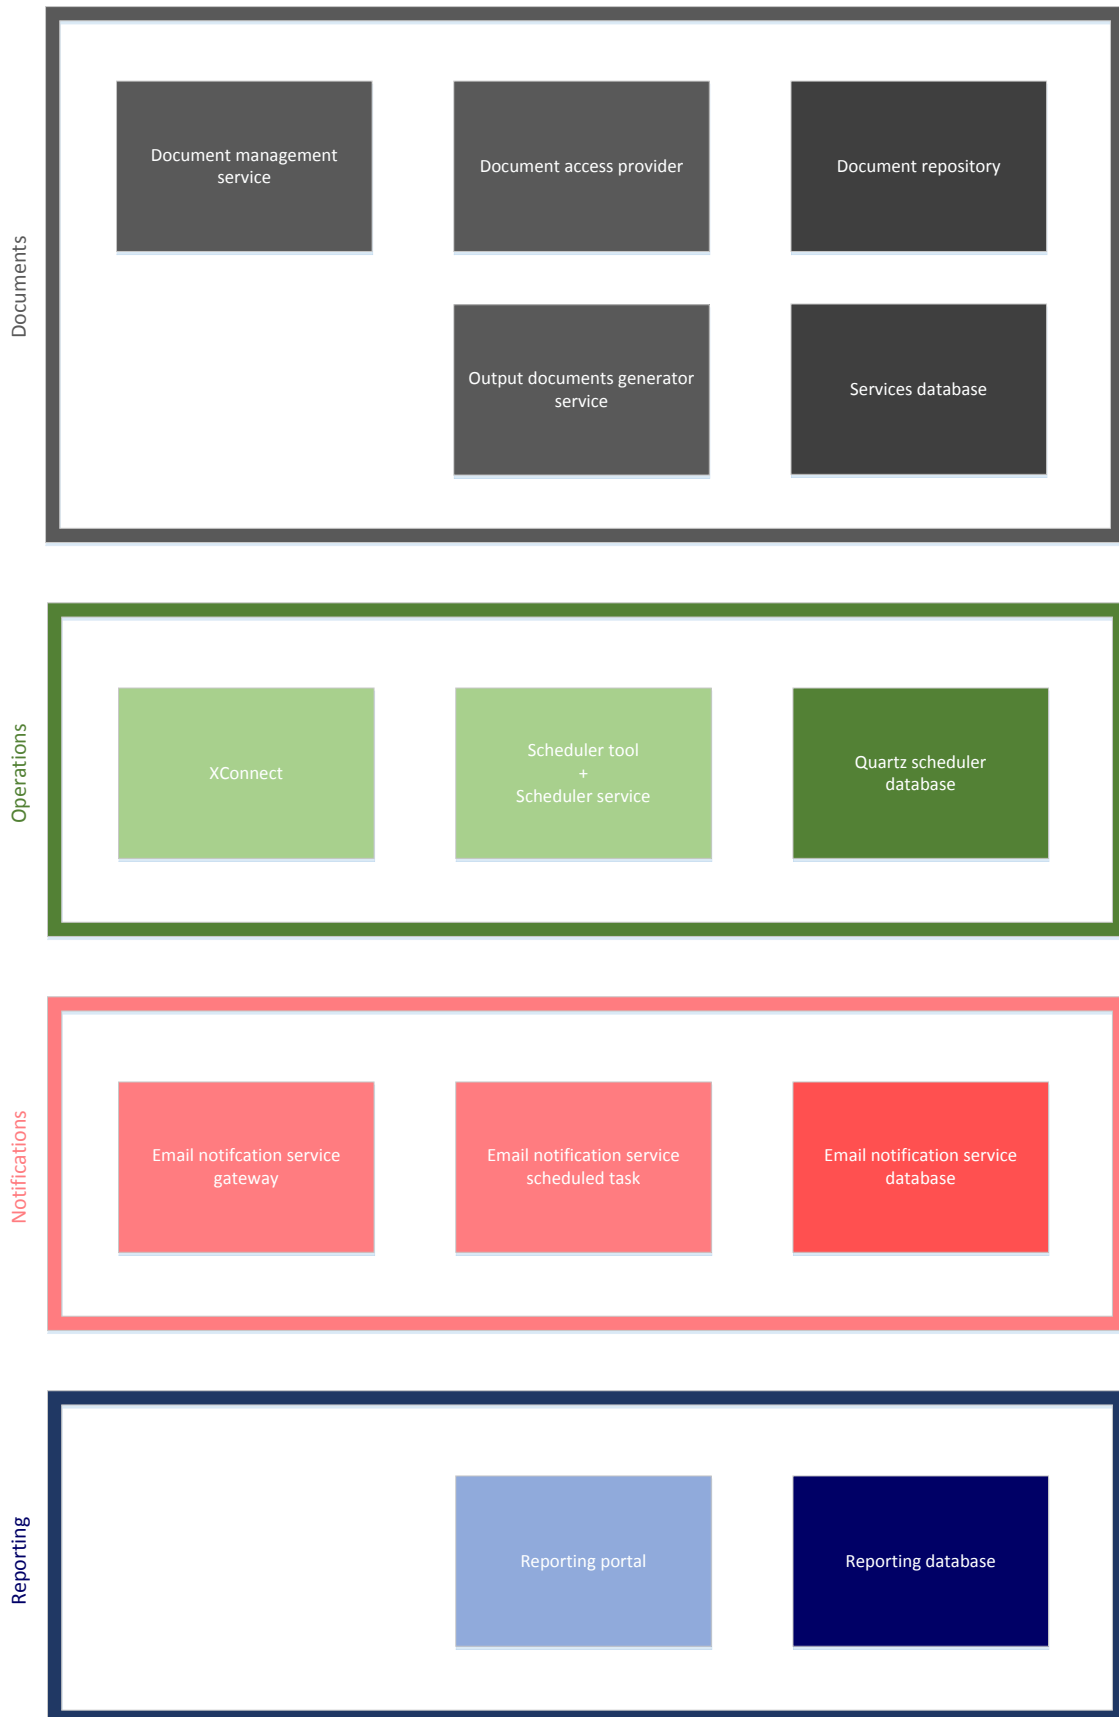 Documents
Document management
service
Document access provider
Document repository
Output documents generator
service
Services database
Operations
XConnect
Scheduler tool
+
Scheduler service
Quartz scheduler
database
Notifications
Email notifcation service
gateway
Email notification service
scheduled task
Email notification service
database
Reporting
Reporting portal
Reporting database